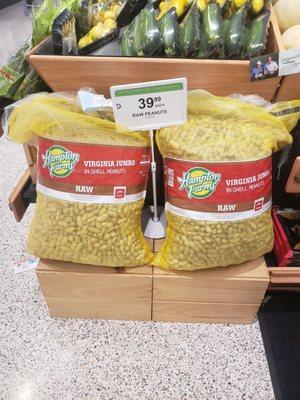 39.99
EACH
RAW PEANUTS
Hampton Farms
VIRGINIA JUMBO
IN-SHELL PEANUTS
RAW
Hampton Farms
VIRGINIA JUMBO
IN-SHELL PEANUTS
RAW